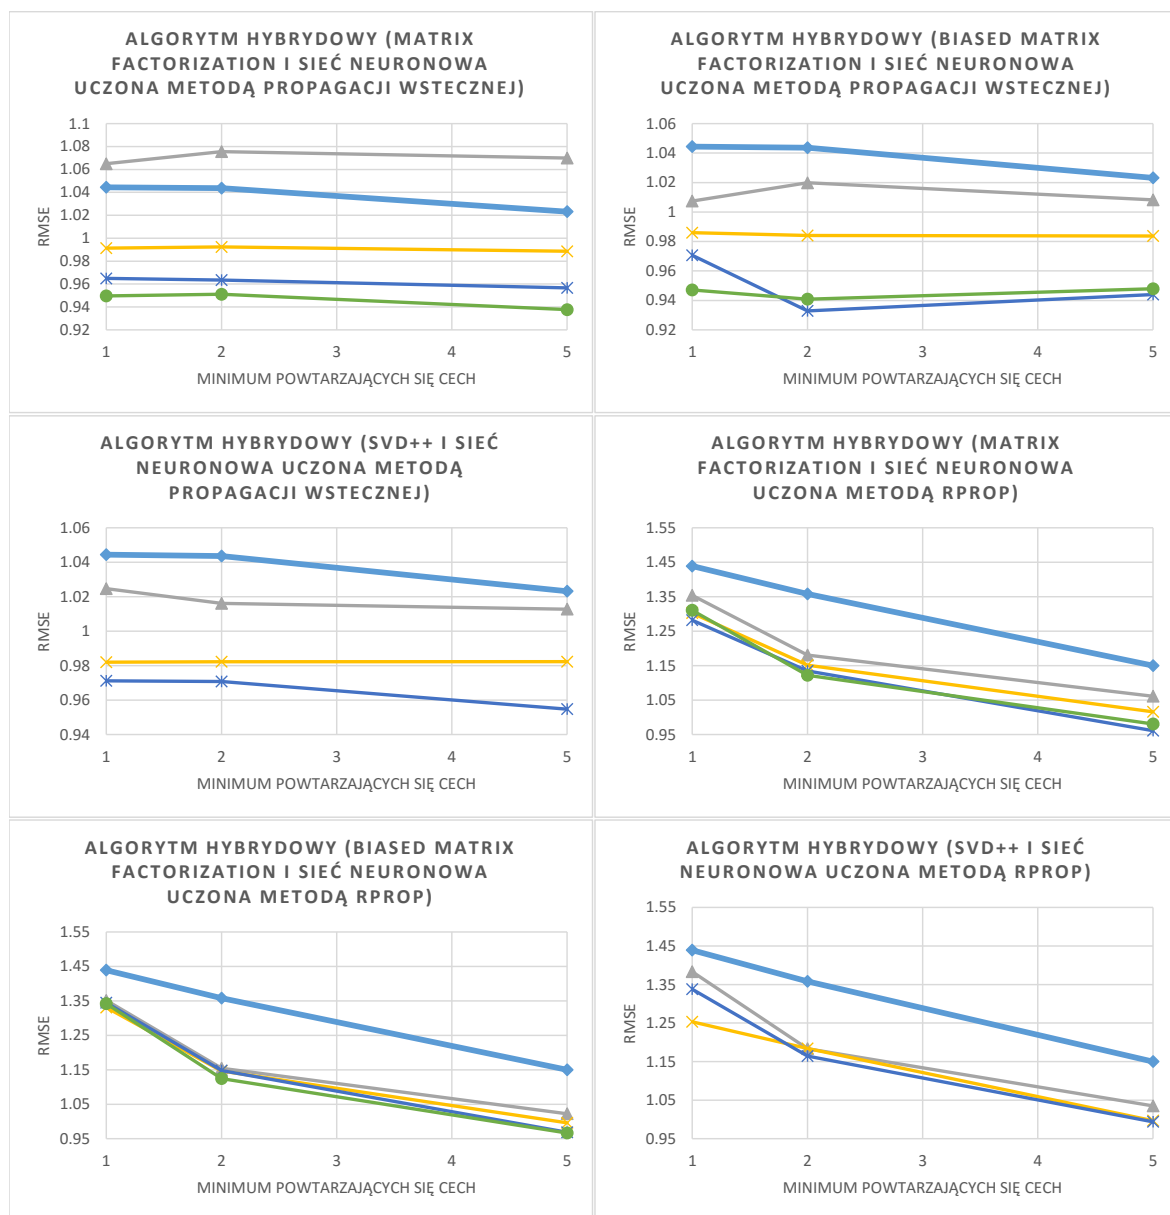 ALGORYTM HYBRYDOWY (MATRIX
FACTORIZATION I SIEĆ NEURONOWA
UCZONA METODĄ PROPAGACJI WSTECZNEJ)
1.1
1.08
1.06
1.04
1.02
1
0.98
0.96
0.94
0.92
RMSE
1 2 3 4 5
MINIMUM POWTARZAJĄCYCH SIĘ CECH
ALGORYTM HYBRYDOWY (BIASED MATRIX
FACTORIZATION I SIEĆ NEURONOWA
UCZONA METODĄ PROPAGACJI WSTECZNEJ)
1.06
1.04
1.02
1
0.98
0.96
0.94
0.92
RMSE
1 2 3 4 5
MINIMUM POWTARZAJĄCYCH SIĘ CECH
ALGORYTM HYBRYDOWY (SVD++ I SIEĆ
NEURONOWA UCZONA METODĄ
PROPAGACJI WSTECZNEJ)
1.06
1.04
1.02
1
0.98
0.96
0.94
RMSE
1 2 3 4 5
MINIMUM POWTARZAJĄCYCH SIĘ CECH
ALGORYTM HYBRYDOWY (MATRIX
FACTORIZATION I SIEĆ NEURONOWA
UCZONA METODĄ RPROP)
1.55
1.45
1.35
1.25
1.15
1.05
0.95
RMSE
1 2 3 4 5
MINIMUM POWTARZAJĄCYCH SIĘ CECH
ALGORYTM HYBRYDOWY (BIASED MATRIX
FACTORIZATION I SIEĆ NEURONOWA
UCZONA METODĄ RPROP)
1.55
1.45
1.35
1.25
1.15
1.05
0.95
RMSE
1 2 3 4 5
MINIMUM POWTARZAJĄCYCH SIĘ CECH
ALGORYTM HYBRYDOWY (SVD++ I SIEĆ
NEURONOWA UCZONA METODĄ RPROP)
1.55
1.45
1.35
1.25
1.15
1.05
0.95
RMSE
1 2 3 4 5
MINIMUM POWTARZAJĄCYCH SIĘ CECH